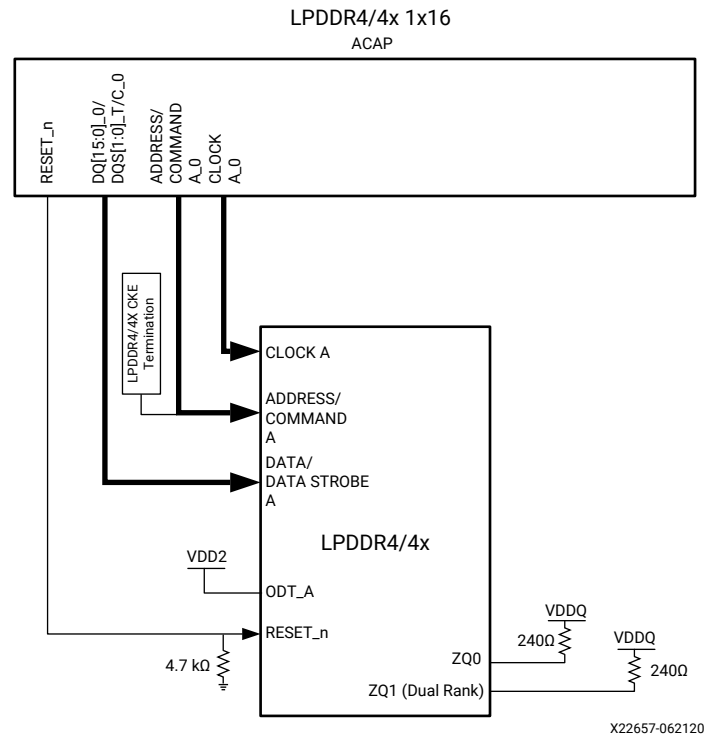 LPDDR4/4x 1x16
ACAP
RESET_n
DQ[15:0]_0/
DQS[1:0]_T/C_0
ADDRESS/
COMMAND
A_0
CLOCK
A_0
LPDDR4/4X CKE
Termination
CLOCK A
ADDRESS/
COMMAND
A
DATA/
DATA STROBE
A
LPDDR4/4x
VDD2
ODT_A
RESET_n
4.7 kΩ
VDDQ
240Ω
ZQ0
VDDQ
240Ω
ZQ1 (Dual Rank)
X22657-062120